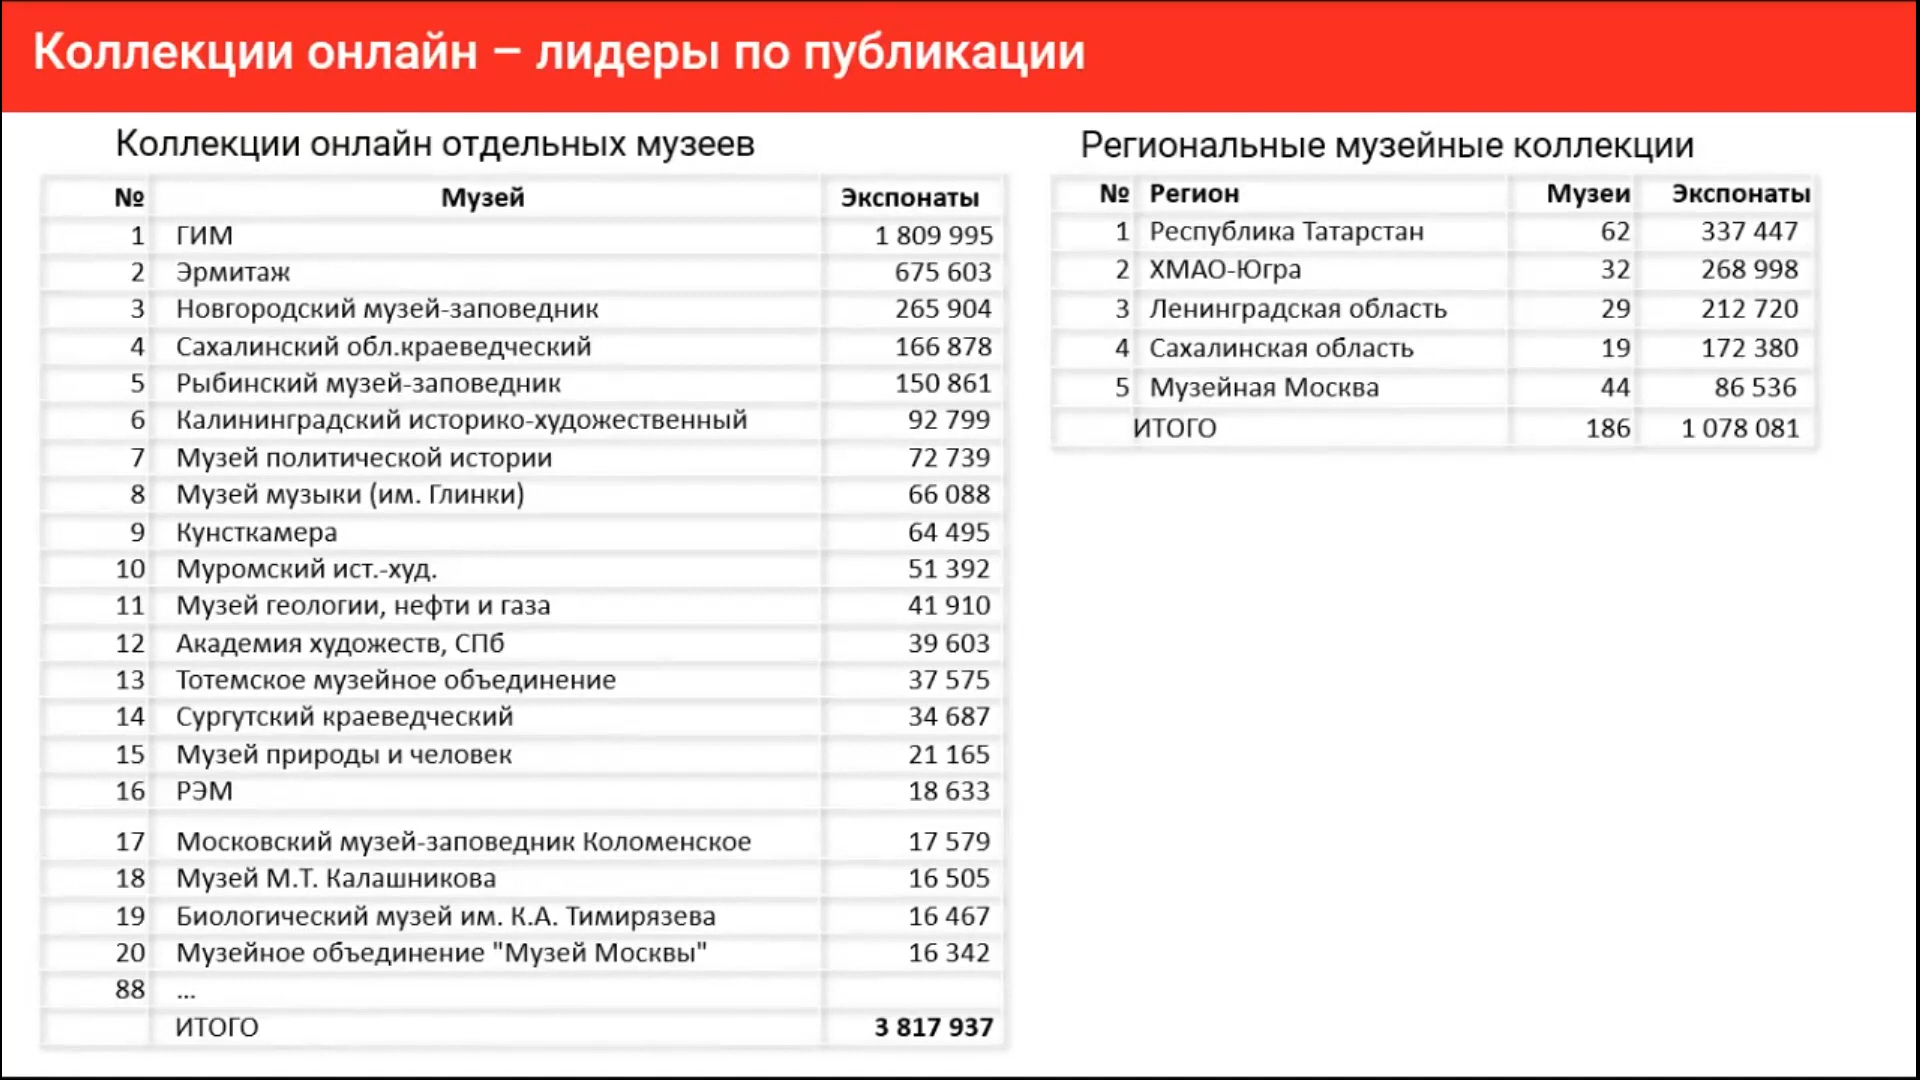 Коллекции онлайн – лидеры по публикации
Коллекции онлайн отдельных музеев
№ Музей Экспонаты
1 ГИМ 1 809 995
2 Эрмитаж 675 603
3 Новгородский музей-заповедник 265 904
4 Сахалинский обл.краеведческий 166 878
5 Рыбинский музей-заповедник 150 861
6 Калининградский историко-художественный 92 799
7 Музей политической истории 72 739
8 Музей музыки (им. Глинки) 66 088
9 Кунсткамера 64 495
10 Муромский ист.-худ. 51 392
11 Музей геологии, нефти и газа 41 910
12 Академия художеств, СПб 39 603
13 Тотемское музейное объединение 37 575
14 Сургутский краеведческий 34 687
15 Музей природы и человек 21 165
16 РЭМ 18 633
17 Московский музей-заповедник Коломенское 17 579
18 Музей М.Т. Калашникова 16 505
19 Биологический музей им. К.А. Тимирязева 16 467
20 Музейное объединение "Музей Москвы" 16 342
88 ...
ИТОГО 3 817 937
Региональные музейные коллекции
№ Регион Музеи Экспонаты
1 Республика Татарстан 62 337 447
2 ХМАО-Югра 32 268 998
3 Ленинградская область 29 212 720
4 Сахалинская область 19 172 380
5 Музейная Москва 44 86 536
ИТОГО 186 1 078 081